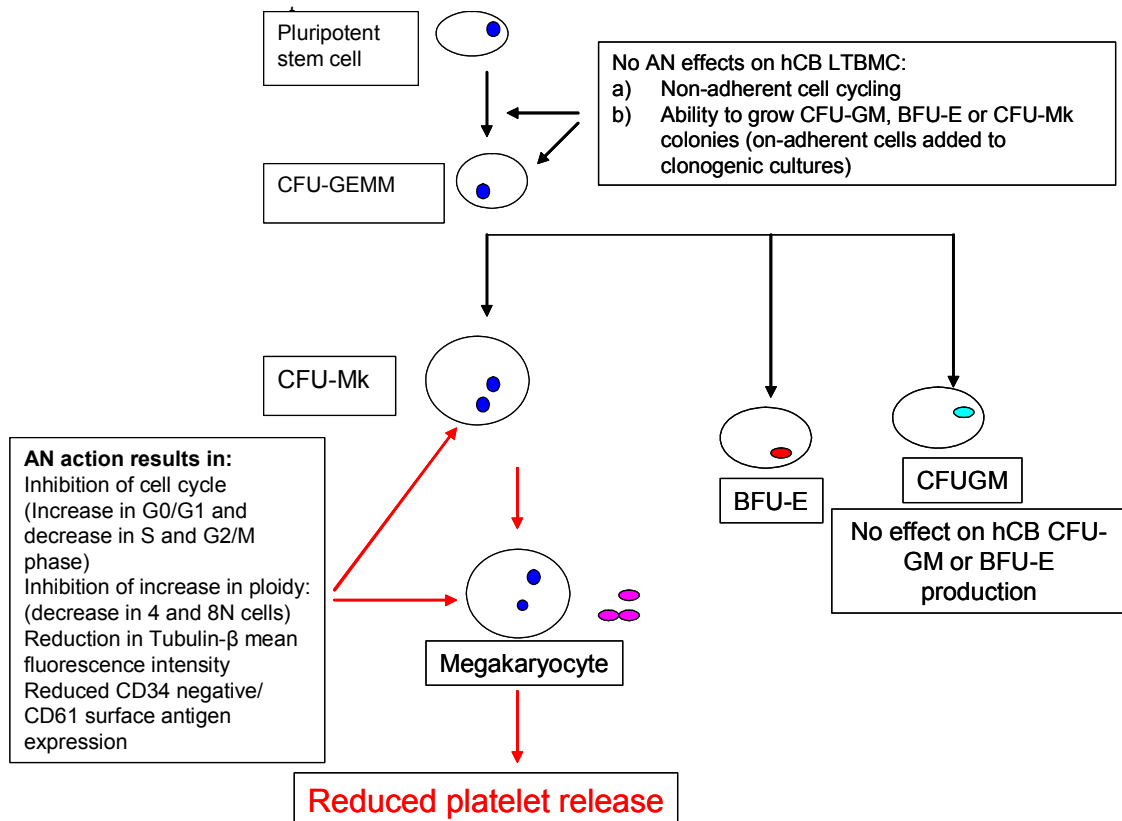 Pluripotent
stem cell
No AN effects on hCB LTBMC:
a) Non-adherent cell cycling
b) Ability to grow CFU-GM, BFU-E or CFU-Mk
colonies (on-adherent cells added to
clonogenic cultures)
CFU-GEMM
CFU-Mk
AN action results in:
Inhibition of cell cycle
(Increase in G0/G1 and
decrease in S and G2/M
phase)
Inhibition of increase in ploidy:
(decrease in 4 and 8N cells)
Reduction in Tubulin-β mean
fluorescence intensity
Reduced CD34 negative/
CD61 surface antigen
expression
BFU-E
CFUGM
No effect on hCB CFU-
GM or BFU-E
production
Megakaryocyte
Reduced platelet release